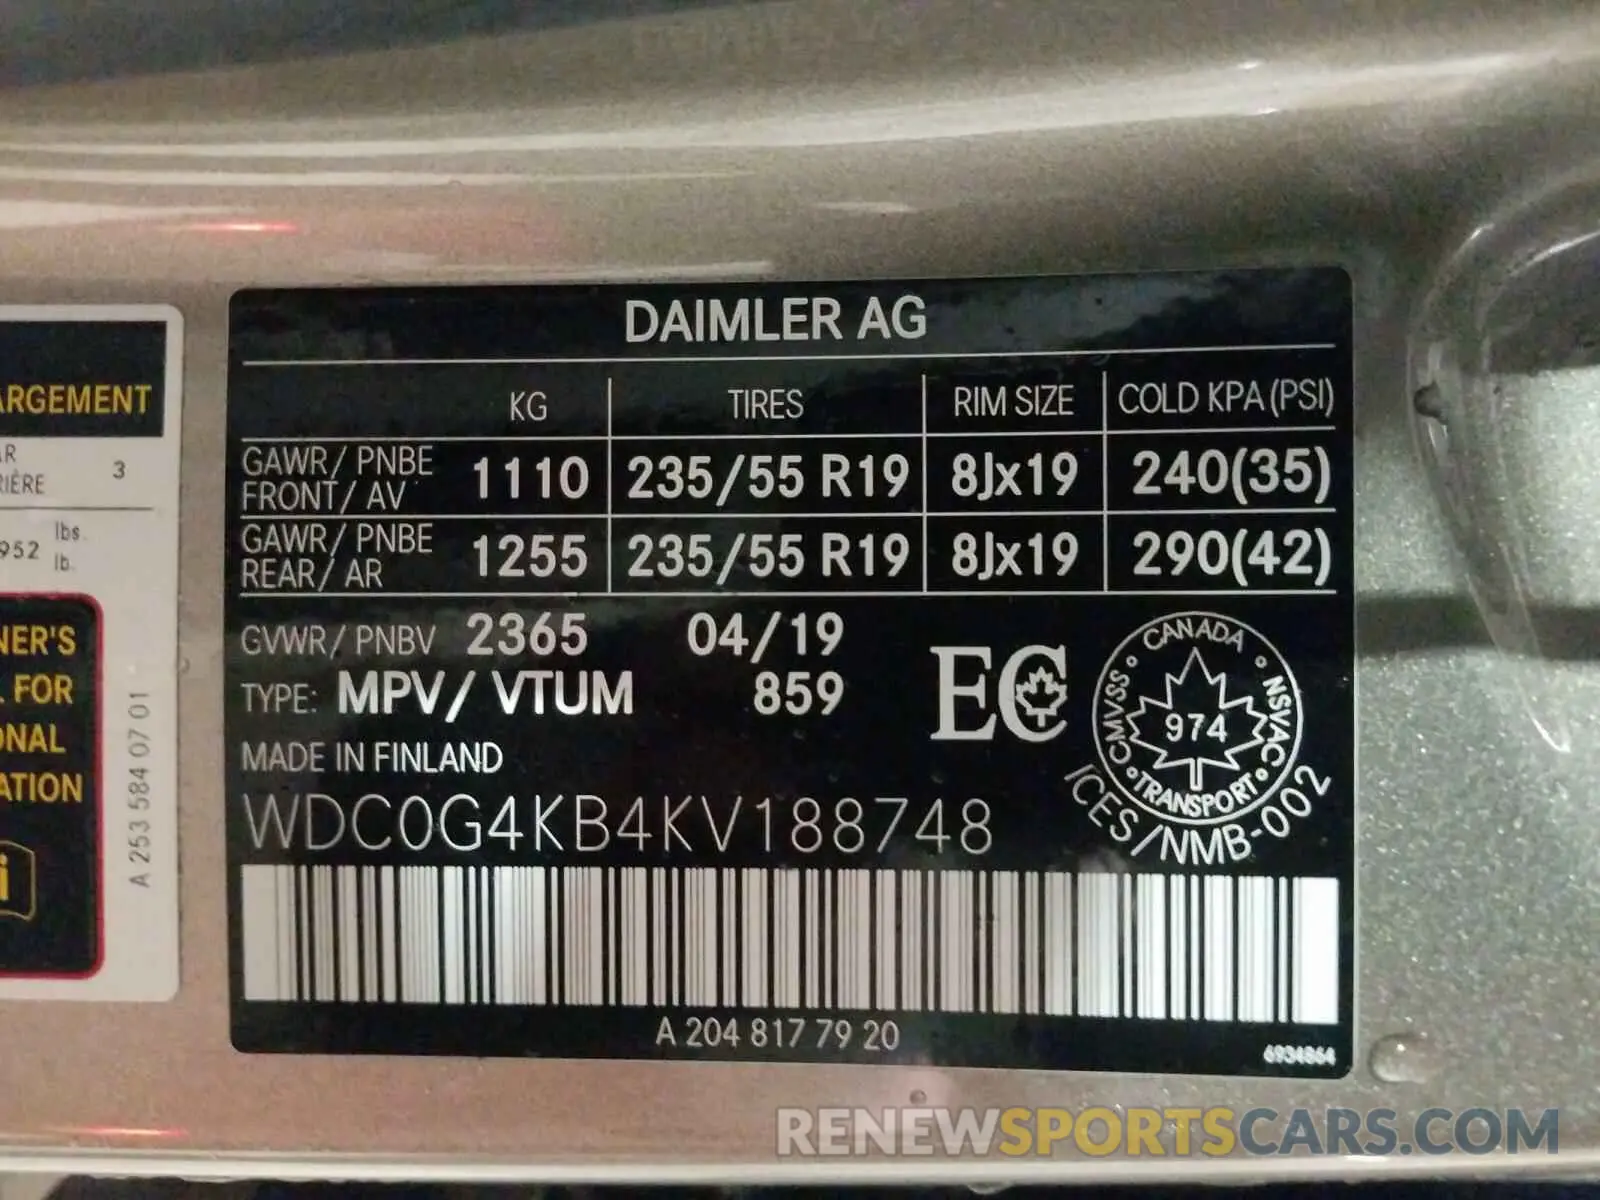 ARGEMENT
AR
RIÈRE 3
952 lbs.
lb.
NER'S
L FOR
ONAL
ATION
i
A 253 584 07 01
DAIMLER AG
KG TIRES RIM SIZE COLD KPA (PSI)
GAWR/ PNBE FRONT/ AV 1110 235/55 R19 8Jx19 240(35)
GAWR/ PNBE REAR/ AR 1255 235/55 R19 8Jx19 290(42)
GVWR/ PNBV 2365 04/19
TYPE: MPV/ VTUM 859
MADE IN FINLAND
WDC0G4KB4KV188748
EC
CANADA
CMVSS NSVAC
974
TRANSPORT
ICES/NMB-002
A 204 817 79 20
6934864
RENEWSPORTSCARS.COM